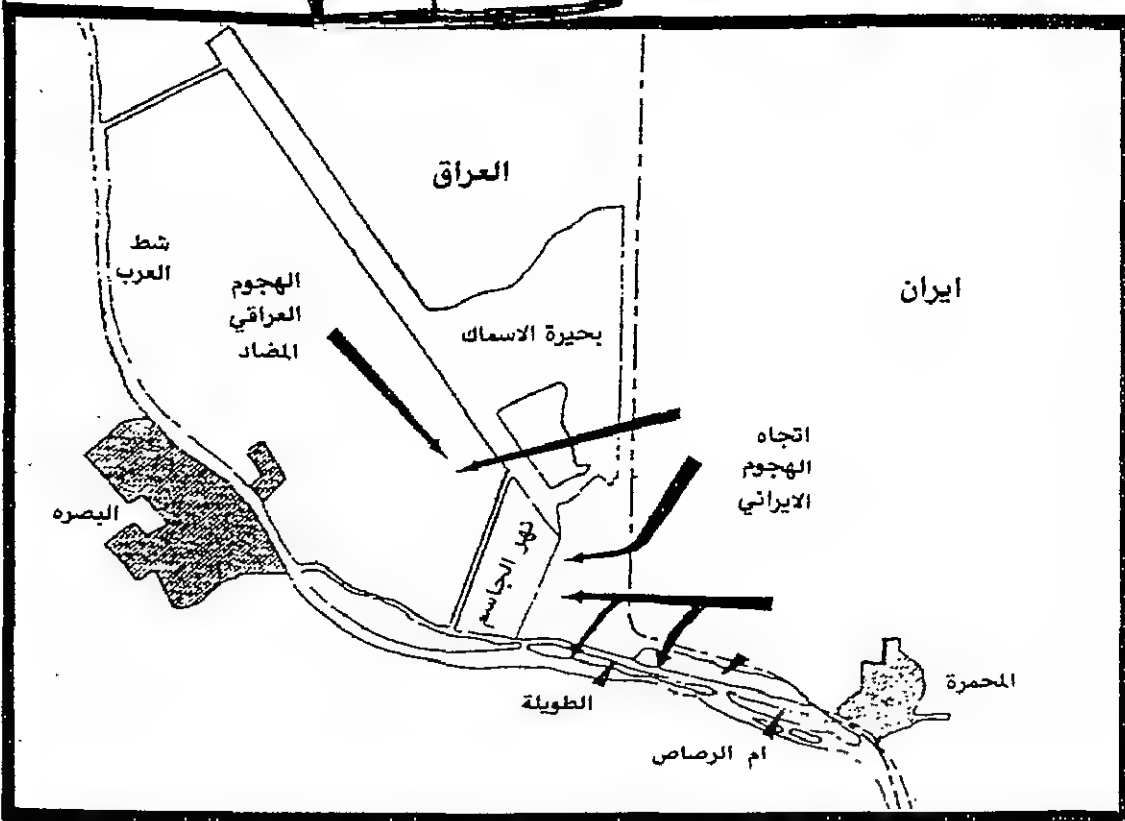 العراق
شط
العرب
الهجوم
العراقي
المضاد
بحيرة الاسماك
ايران
اتجاه
الهجوم
الايراني
البصره
نهر الجاسم
الطويلة
ام الرصاص
المحمرة